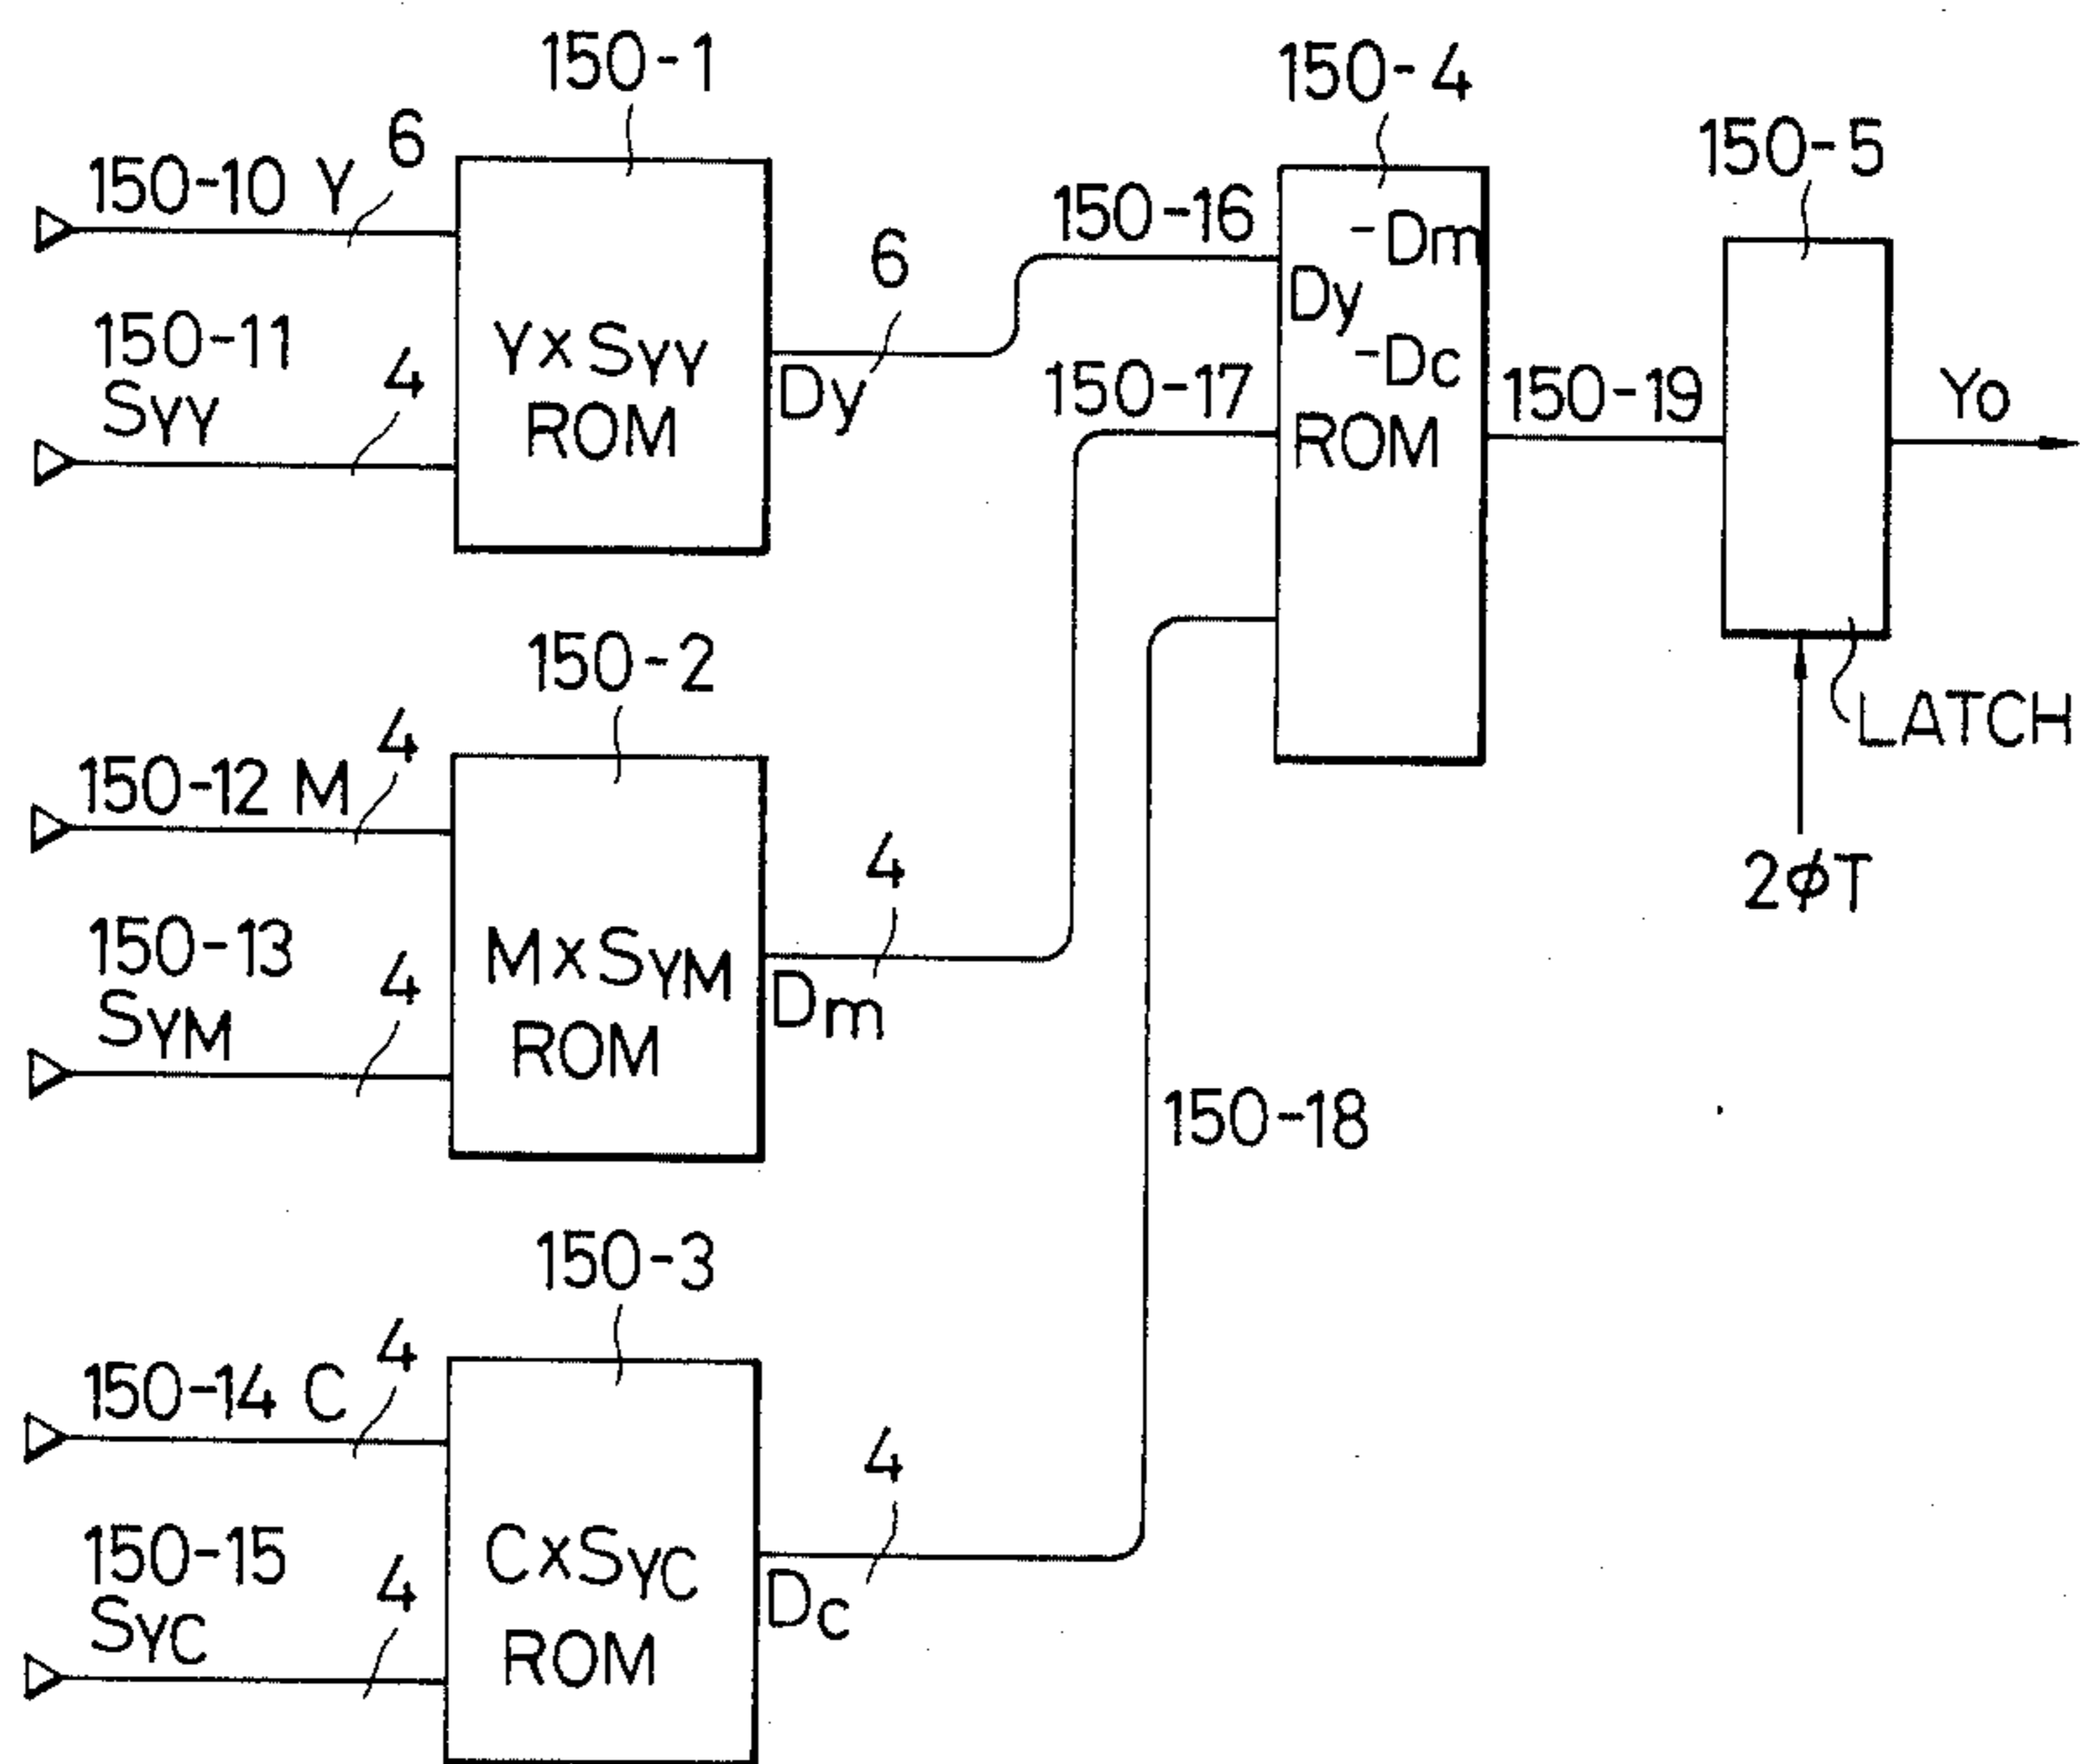 150-1
150-10 Y
6
150-11
SYY
4
Y×SYY
ROM
Dy
6
150-2
150-12 M
4
150-13
SYM
4
M×SYM
ROM
Dm
4
150-3
150-14 C
4
150-15
SYC
4
C×SYC
ROM
Dc
4
150-16
150-17
150-18
150-4
-Dm
Dy
-Dc
ROM
150-19
150-5
Yo
LATCH
2ϕT